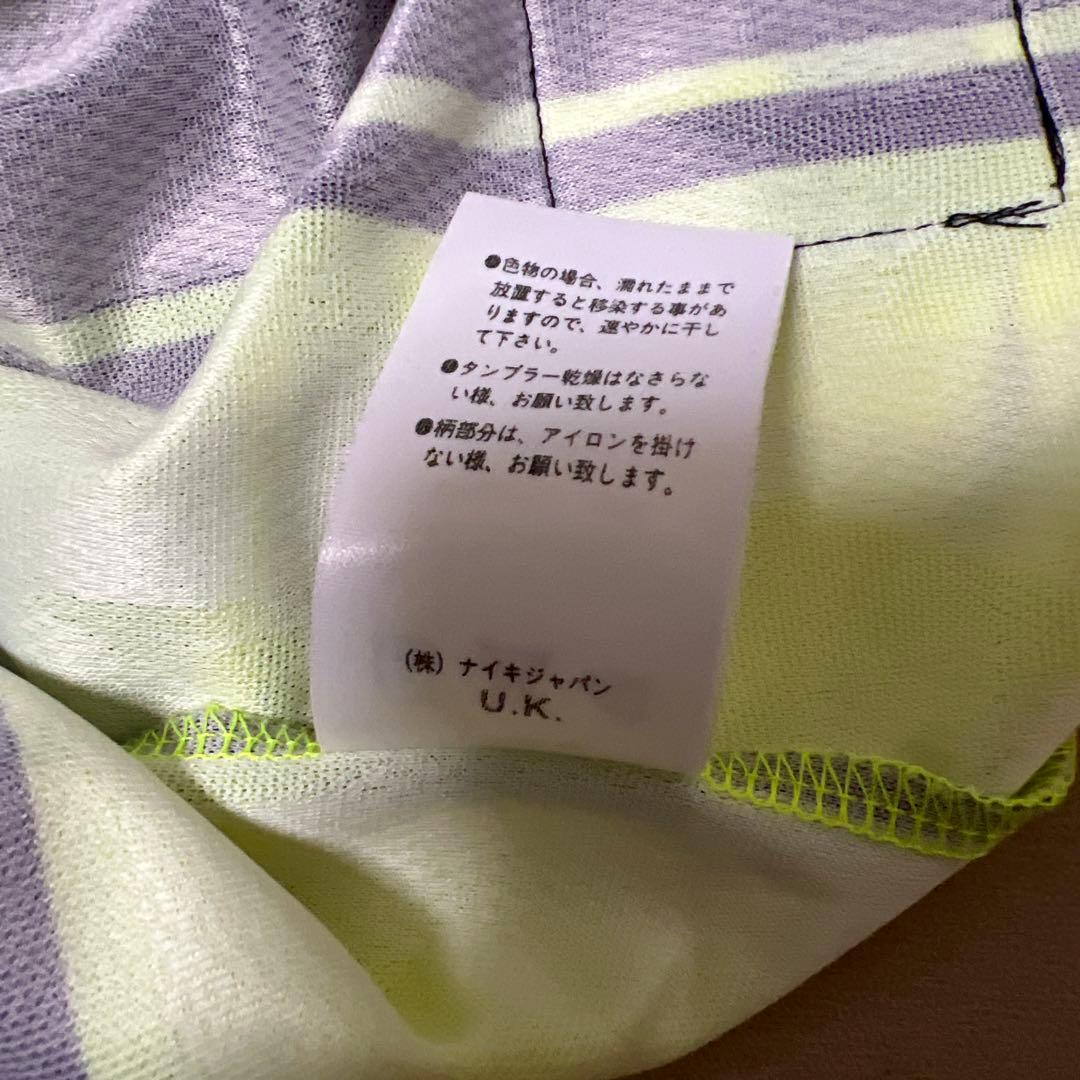 ●色物の場合、濡れたままで
放置すると移染する事があ
りますので、速やかに干し
て下さい。
●タンブラー乾燥はなさらな
い様、お願い致します。
●柄部分は、アイロンを掛け
ない様、お願い致します。
(株) ナイキジャパン
U.K.